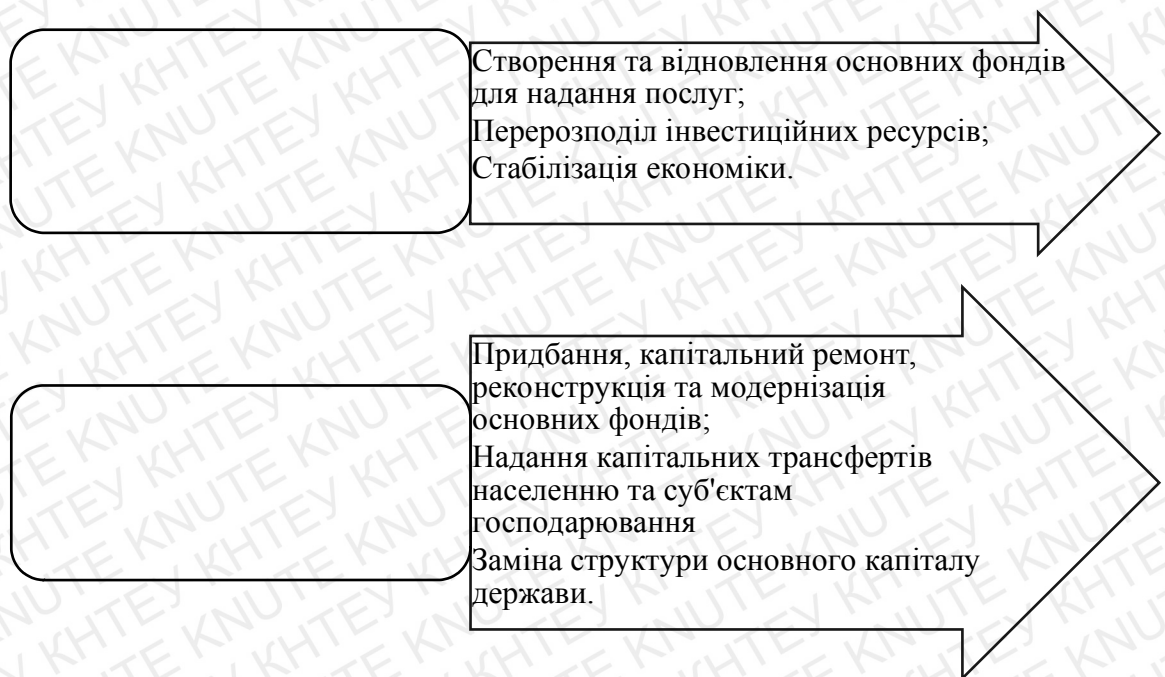 Створення та відновлення основних фондів
для надання послуг;
Перерозподіл інвестиційних ресурсів;
Стабілізація економіки.
Придбання, капітальний ремонт,
реконструкція та модернізація
основних фондів;
Надання капітальних трансфертів
населенню та суб'єктам
господарювання
Заміна структури основного капіталу
держави.